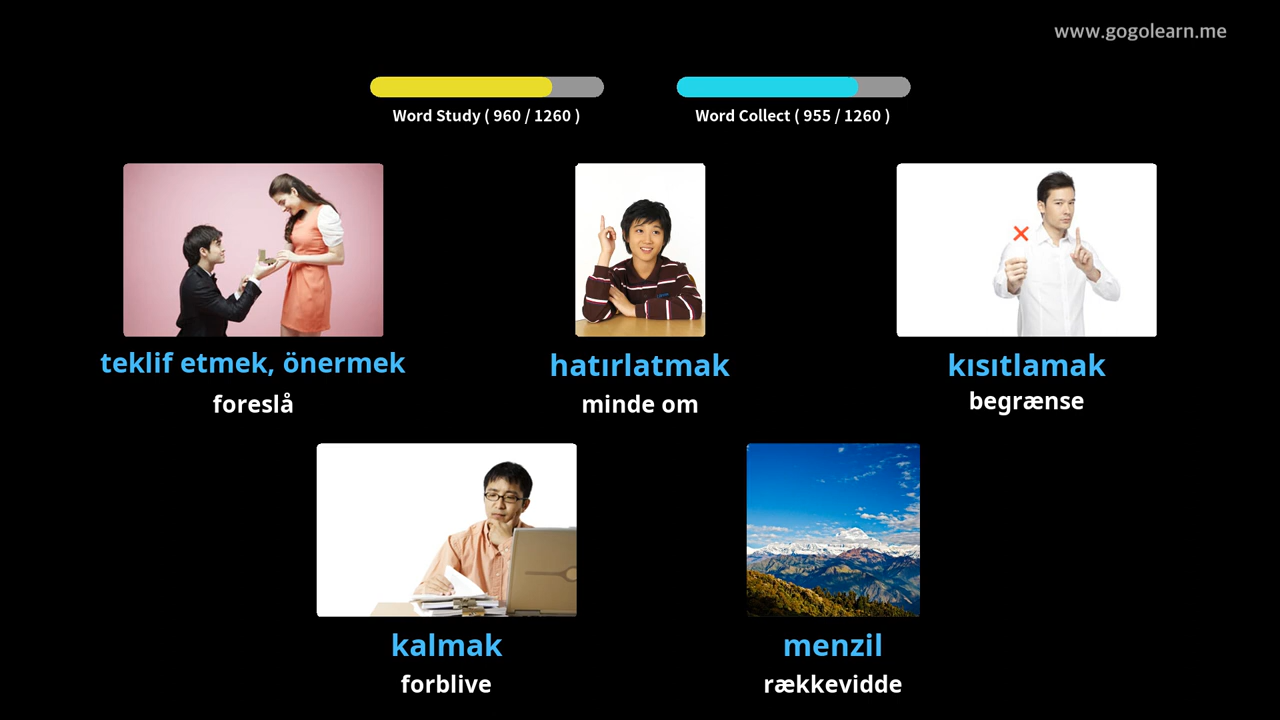 www.gogolearn.me
Word Study ( 960 / 1260 )
Word Collect ( 955 / 1260 )
teklif etmek, önermek
foreslå
hatırlatmak
minde om
kısıtlamak
begrænse
kalmak
forblive
menzil
rækkevidde